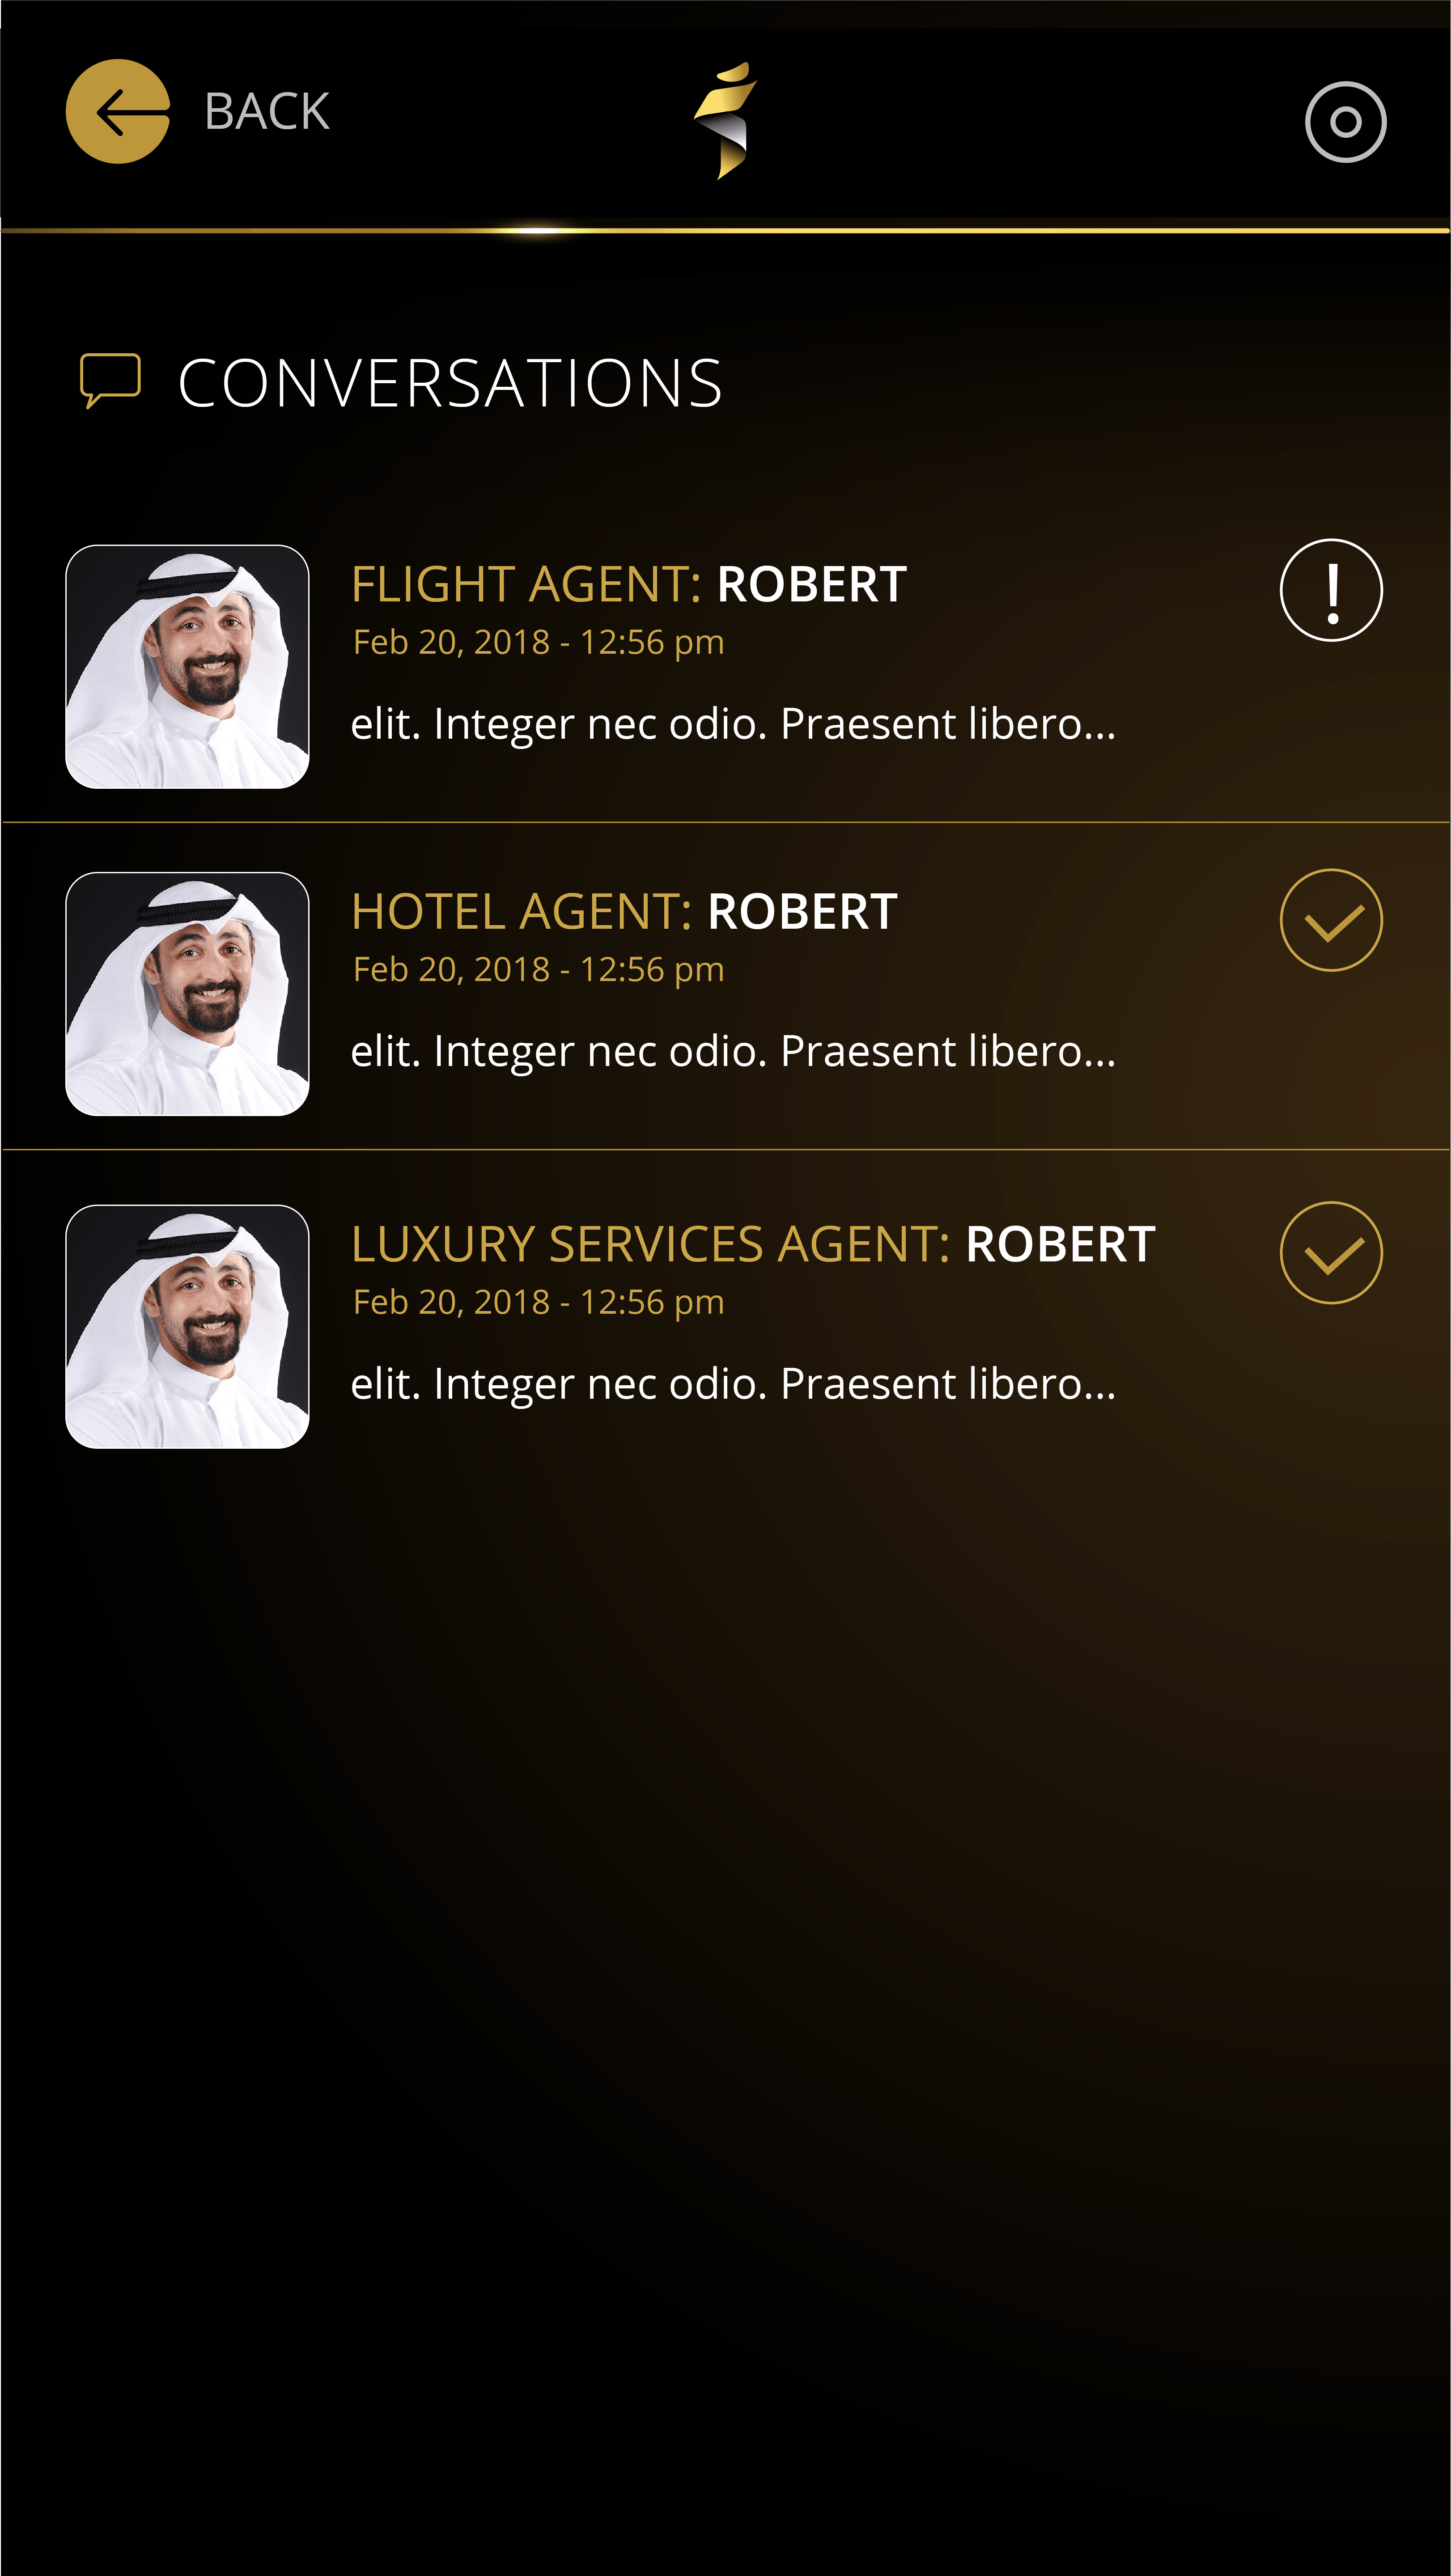 BACK
CONVERSATIONS
FLIGHT AGENT: ROBERT
Feb 20, 2018 - 12:56 pm
elit. Integer nec odio. Praesent libero...
HOTEL AGENT: ROBERT
Feb 20, 2018 - 12:56 pm
elit. Integer nec odio. Praesent libero...
LUXURY SERVICES AGENT: ROBERT
Feb 20, 2018 - 12:56 pm
elit. Integer nec odio. Praesent libero...